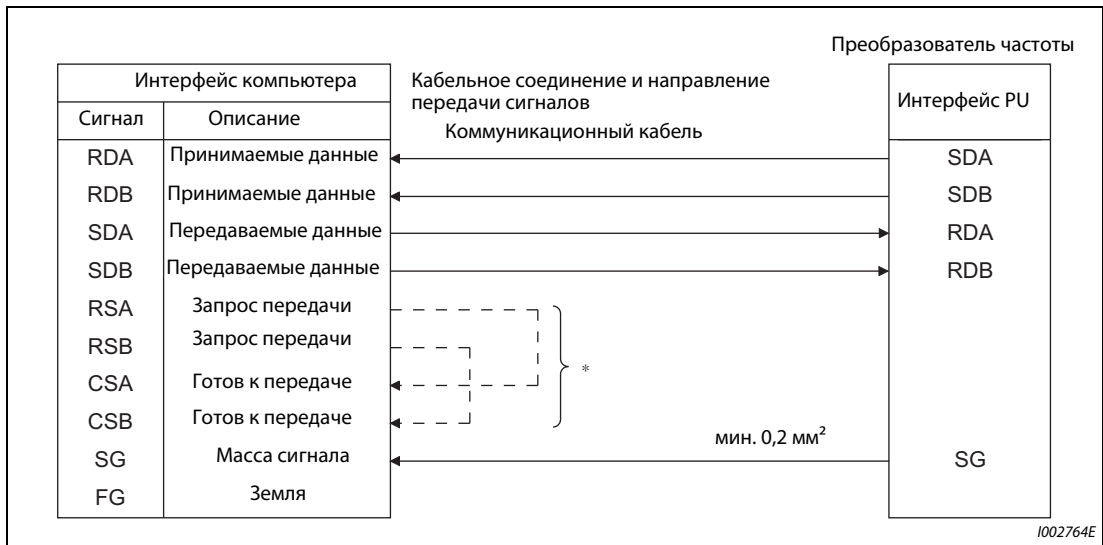 Преобразователь частоты
Интерфейс компьютера
Кабельное соединение и направление
передачи сигналов
Интерфейс PU
Сигнал Описание
Коммуникационный кабель
RDA Принимаемые данные SDA
RDB Принимаемые данные SDB
SDA Передаваемые данные RDA
SDB Передаваемые данные RDB
RSA Запрос передачи
RSB Запрос передачи
*
CSA Готов к передаче
CSB Готов к передаче
мин. 0,2 мм²
SG Масса сигнала SG
FG Земля
I002764E